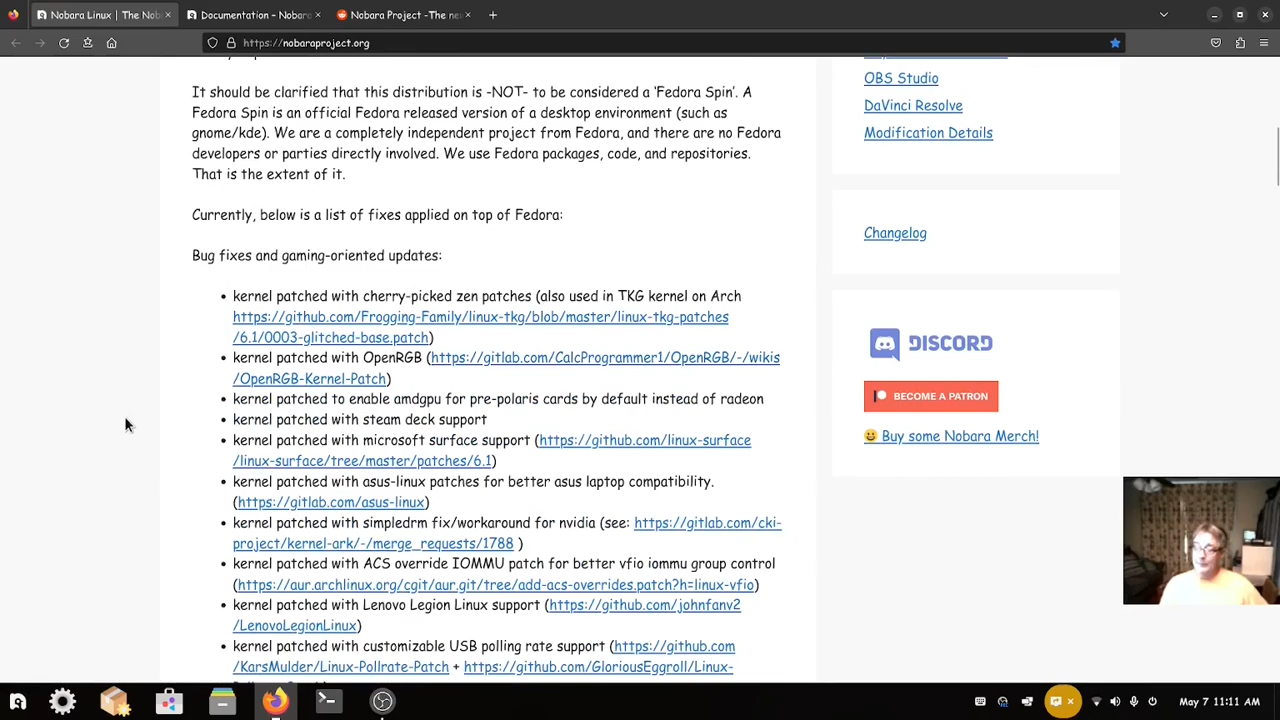 Nobara Linux | The Nob
Documentation – Nobara
Nobara Project -The ne
https://nobaraproject.org
It should be clarified that this distribution is -NOT- to be considered a ‘Fedora Spin’. A
Fedora Spin is an official Fedora released version of a desktop environment (such as
gnome/kde). We are a completely independent project from Fedora, and there are no Fedora
developers or parties directly involved. We use Fedora packages, code, and repositories.
That is the extent of it.
Currently, below is a list of fixes applied on top of Fedora:
Bug fixes and gaming-oriented updates:
kernel patched with cherry-picked zen patches (also used in TKG kernel on Arch
https://github.com/Frogging-Family/linux-tkg/blob/master/linux-tkg-patches
/6.1/0003-glitched-base.patch)
kernel patched with OpenRGB (https://gitlab.com/CalcProgrammer1/OpenRGB/-/wikis
/OpenRGB-Kernel-Patch)
kernel patched to enable amdgpu for pre-polaris cards by default instead of radeon
kernel patched with steam deck support
kernel patched with microsoft surface support (https://github.com/linux-surface
/linux-surface/tree/master/patches/6.1)
kernel patched with asus-linux patches for better asus laptop compatibility.
(https://gitlab.com/asus-linux)
kernel patched with simpledrm fix/workaround for nvidia (see: https://gitlab.com/cki-
project/kernel-ark/-/merge_requests/1788 )
kernel patched with ACS override IOMMU patch for better vfio iommu group control
(https://aur.archlinux.org/cgit/aur.git/tree/add-acs-overrides.patch?h=linux-vfio)
kernel patched with Lenovo Legion Linux support (https://github.com/johnfanv2
/LenovoLegionLinux)
kernel patched with customizable USB polling rate support (https://github.com
/KarsMulder/Linux-Pollrate-Patch + https://github.com/GloriousEggroll/Linux-
OBS Studio
DaVinci Resolve
Modification Details
Changelog
DISCORD
BECOME A PATRON
Buy some Nobara Merch!
May 7 11:11 AM